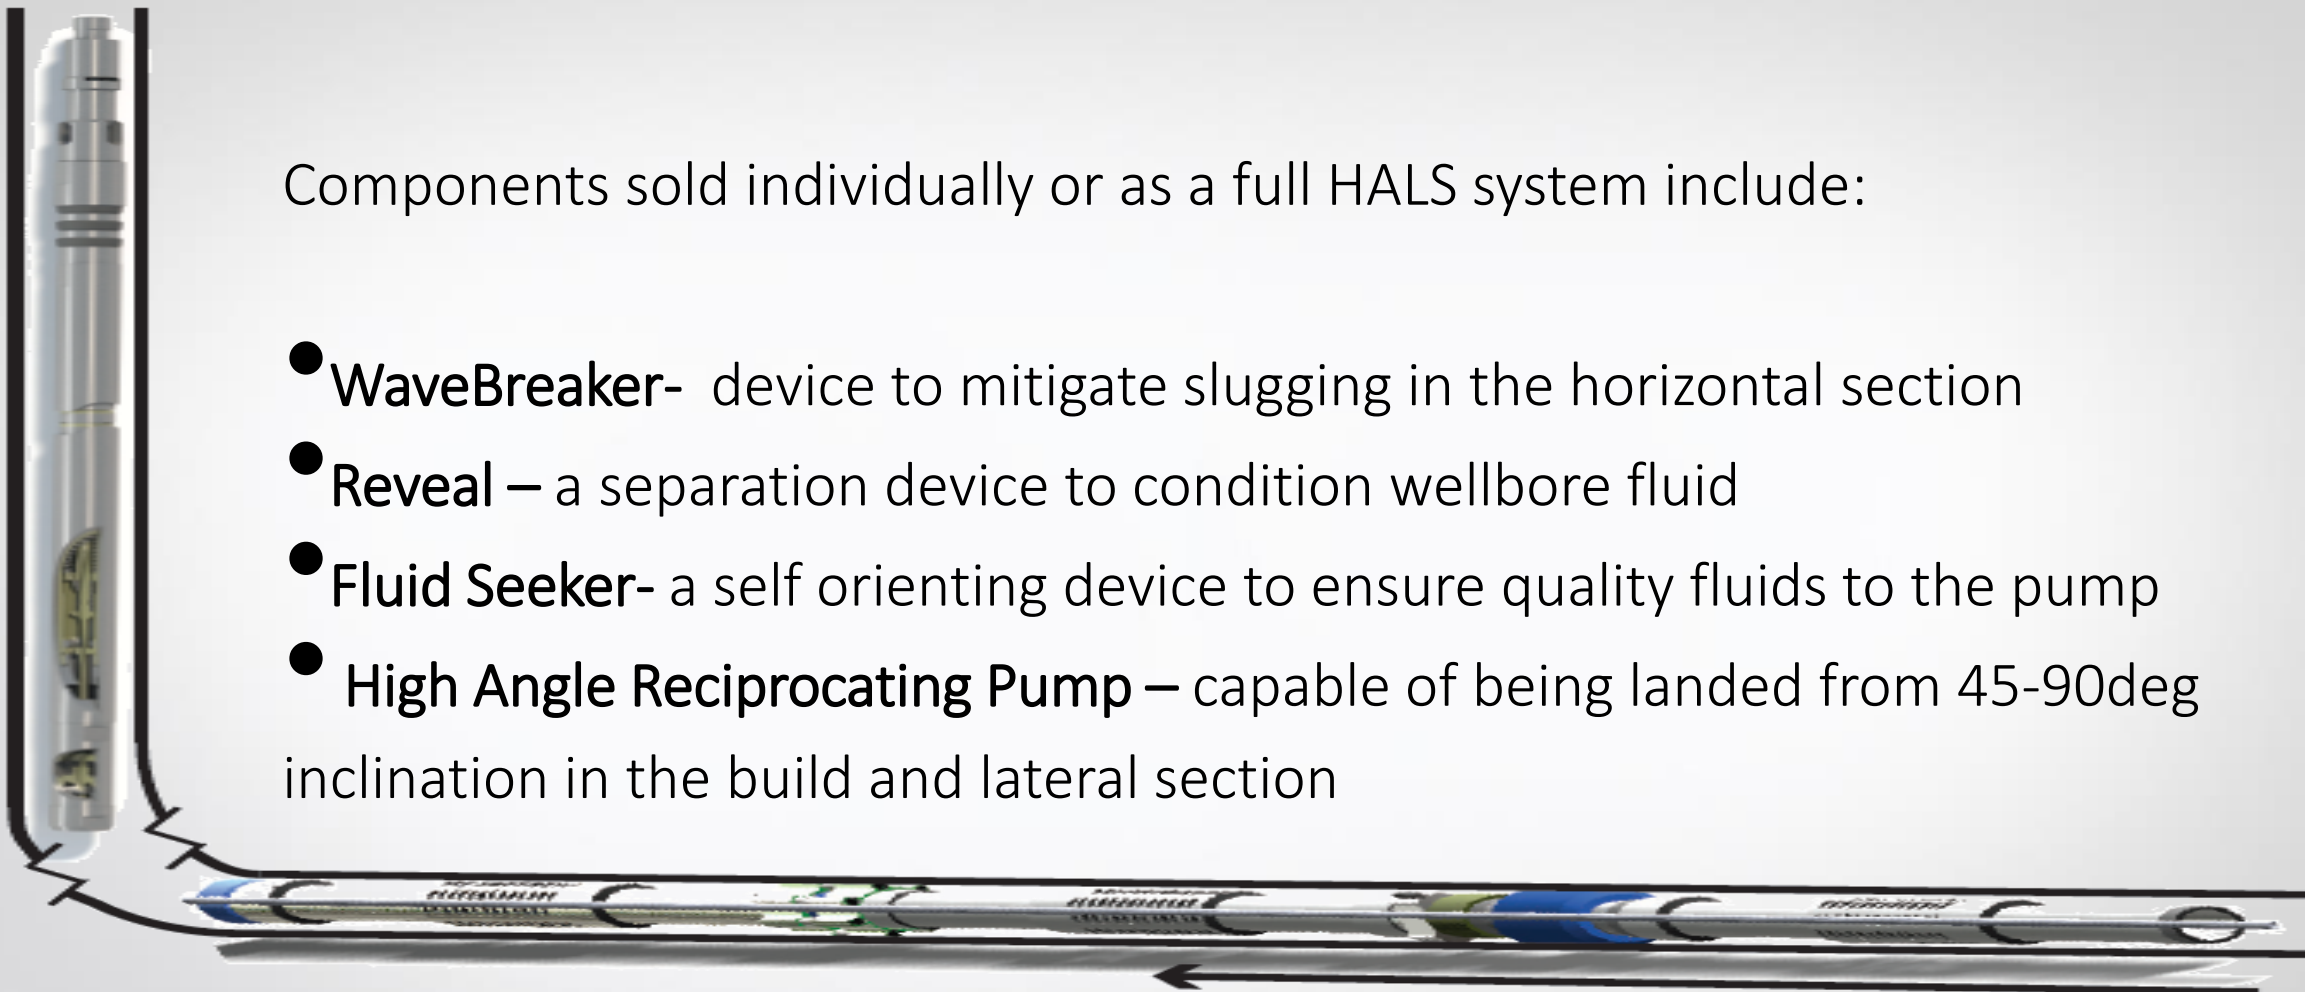 Components sold individually or as a full HALS system include:
•WaveBreaker-  device to mitigate slugging in the horizontal section
•Reveal – a separation device to condition wellbore fluid
•Fluid Seeker- a self orienting device to ensure quality fluids to the pump
• High Angle Reciprocating Pump – capable of being landed from 45-90deg
inclination in the build and lateral section